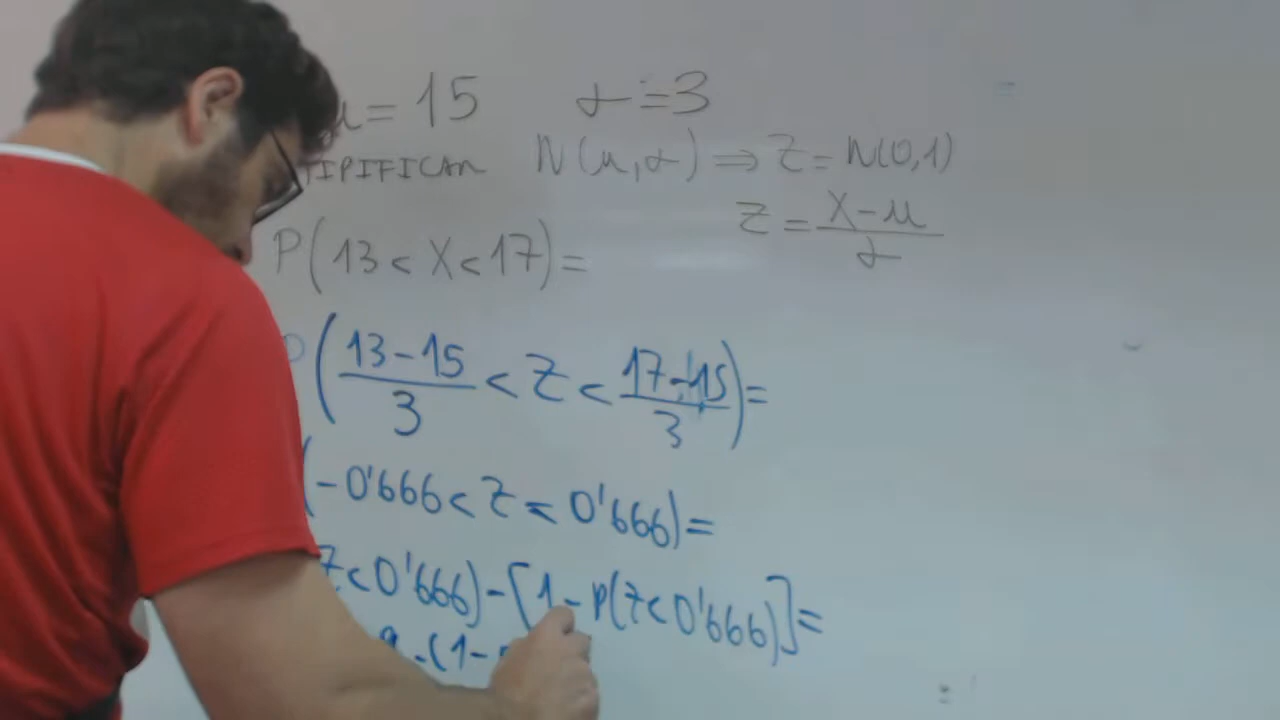 μ = 15 σ = 3
TIPIFICAR N(μ,σ) ⇒ Z = N(0,1)
Z = (X-μ)/σ
P(13 < X < 17) =
P((13-15)/3 < Z < (17-15)/3) =
(-0'666 < Z < 0'666) =
Z < 0'666) - [1 - P(Z < 0'666)] =
-(1-